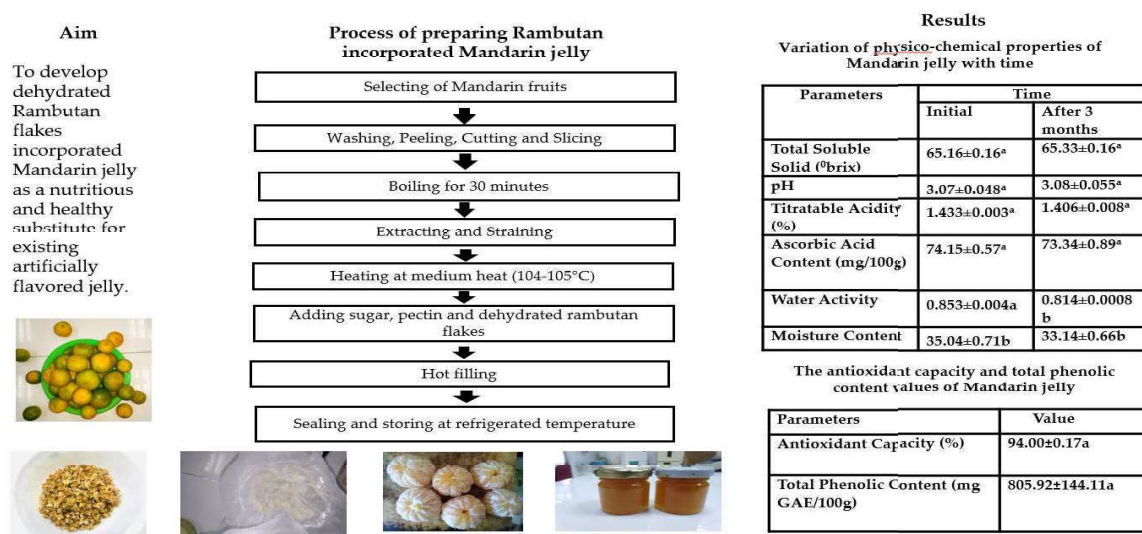 Aim
To develop
dehydrated
Rambutan
flakes
incorporated
Mandarin jelly
as a nutritious
and healthy
substitute for
existing
artificially
flavored jelly.
Process of preparing Rambutan
incorporated Mandarin jelly
Selecting of Mandarin fruits
Washing, Peeling, Cutting and Slicing
Boiling for 30 minutes
Extracting and Straining
Heating at medium heat (104-105°C)
Adding sugar, pectin and dehydrated rambutan
flakes
Hot filling
Sealing and storing at refrigerated temperature
Results
Variation of physico-chemical properties of
Mandarin jelly with time
Parameters Time
Initial After 3
months
Total Soluble
Solid (⁰brix) 65.16±0.16ᵃ 65.33±0.16ᵃ
pH 3.07±0.048ᵃ 3.08±0.055ᵃ
Titratable Acidity
(%) 1.433±0.003ᵃ 1.406±0.008ᵃ
Ascorbic Acid
Content (mg/100g) 74.15±0.57ᵃ 73.34±0.89ᵃ
Water Activity 0.853±0.004a 0.814±0.0008
b
Moisture Content 35.04±0.71b 33.14±0.66b
The antioxidant capacity and total phenolic
content values of Mandarin jelly
Parameters Value
Antioxidant Capacity (%) 94.00±0.17a
Total Phenolic Content (mg
GAE/100g) 805.92±144.11a